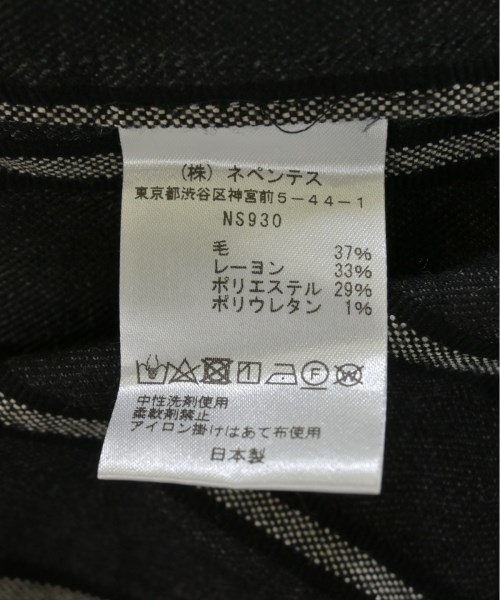 (株) ネペンテス
東京都渋谷区神宮前5-44-1
NS930
毛 37%
レーヨン 33%
ポリエステル 29%
ポリウレタン 1%
F W
中性洗剤使用
柔軟剤禁止
アイロン掛けはあて布使用
日本製